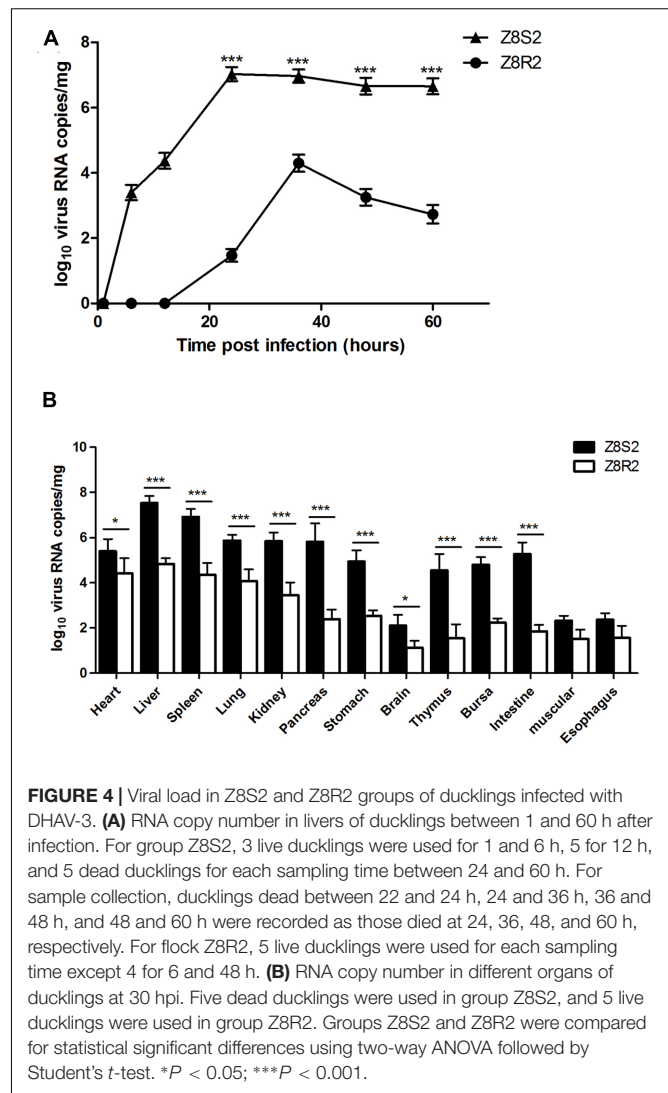 A
Z8S2
Z8R2
*** *** *** ***
8
6
4
2
0
log10 virus RNA copies/mg
0 20 40 60
Time post infection (hours)
B
Z8S2
Z8R2
10
8
6
4
2
0
log10 virus RNA copies/mg
* *** *** *** *** *** *** * *** *** ***
Heart Liver Spleen Lung Kidney Pancreas Stomach Brain Thymus Bursa Intestine muscular Esophagus
FIGURE 4 | Viral load in Z8S2 and Z8R2 groups of ducklings infected with
DHAV-3. (A) RNA copy number in livers of ducklings between 1 and 60 h after
infection. For group Z8S2, 3 live ducklings were used for 1 and 6 h, 5 for 12 h,
and 5 dead ducklings for each sampling time between 24 and 60 h. For
sample collection, ducklings dead between 22 and 24 h, 24 and 36 h, 36 and
48 h, and 48 and 60 h were recorded as those died at 24, 36, 48, and 60 h,
respectively. For flock Z8R2, 5 live ducklings were used for each sampling
time except 4 for 6 and 48 h. (B) RNA copy number in different organs of
ducklings at 30 hpi. Five dead ducklings were used in group Z8S2, and 5 live
ducklings were used in group Z8R2. Groups Z8S2 and Z8R2 were compared
for statistical significant differences using two-way ANOVA followed by
Student's t-test. *P < 0.05; ***P < 0.001.